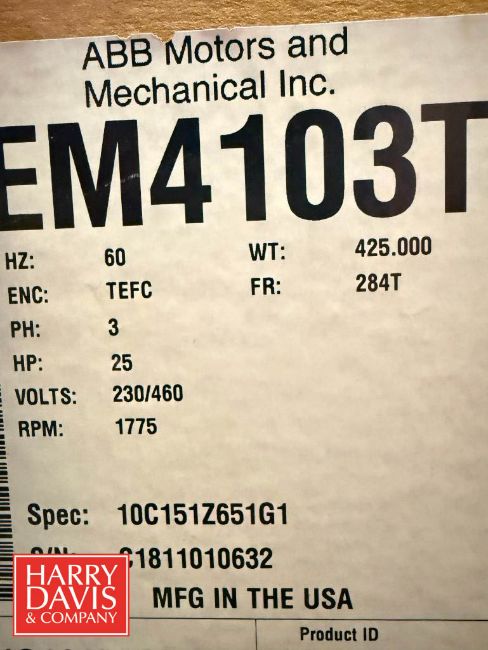 ABB Motors and
Mechanical Inc.
EM4103T
HZ: 60 WT: 425.000
ENC: TEFC FR: 284T
PH: 3
HP: 25
VOLTS: 230/460
RPM: 1775
Spec: 10C151Z651G1
1811010632
MFG IN THE USA
Product ID
HARRY
DAVIS
& COMPANY